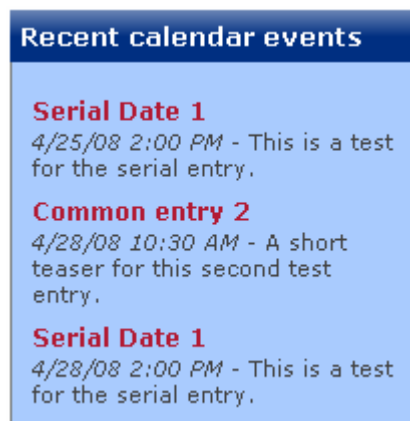 Recent calendar events
Serial Date 1
4/25/08 2:00 PM - This is a test
for the serial entry.
Common entry 2
4/28/08 10:30 AM - A short
teaser for this second test
entry.
Serial Date 1
4/28/08 2:00 PM - This is a test
for the serial entry.